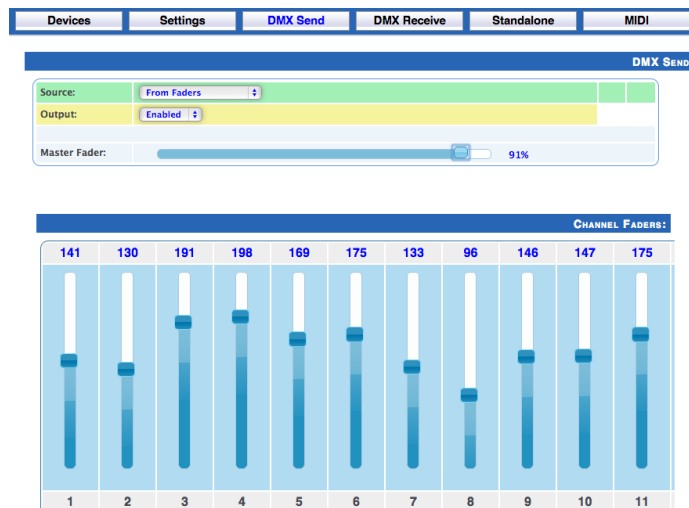 Devices Settings DMX Send DMX Receive Standalone MIDI
DMX SEND
Source: From Faders
Output: Enabled
Master Fader: 91%
CHANNEL FADERS:
141 130 191 198 169 175 133 96 146 147 175
1 2 3 4 5 6 7 8 9 10 11